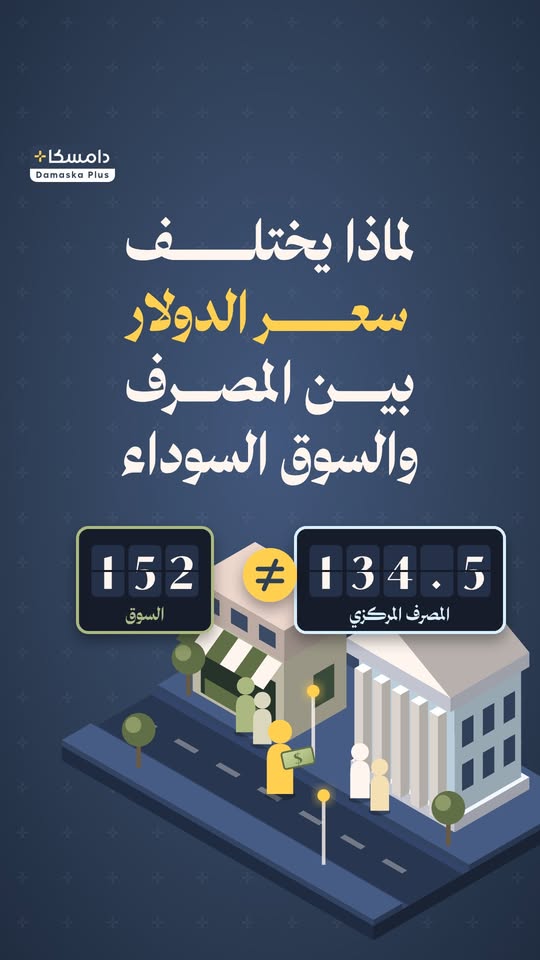 دامسكا+
Damaska Plus
لماذا يختلف
سعر الدولار
بين المصرف
والسوق السوداء
134.5
المصرف المركزي
≠
152
السوق
$